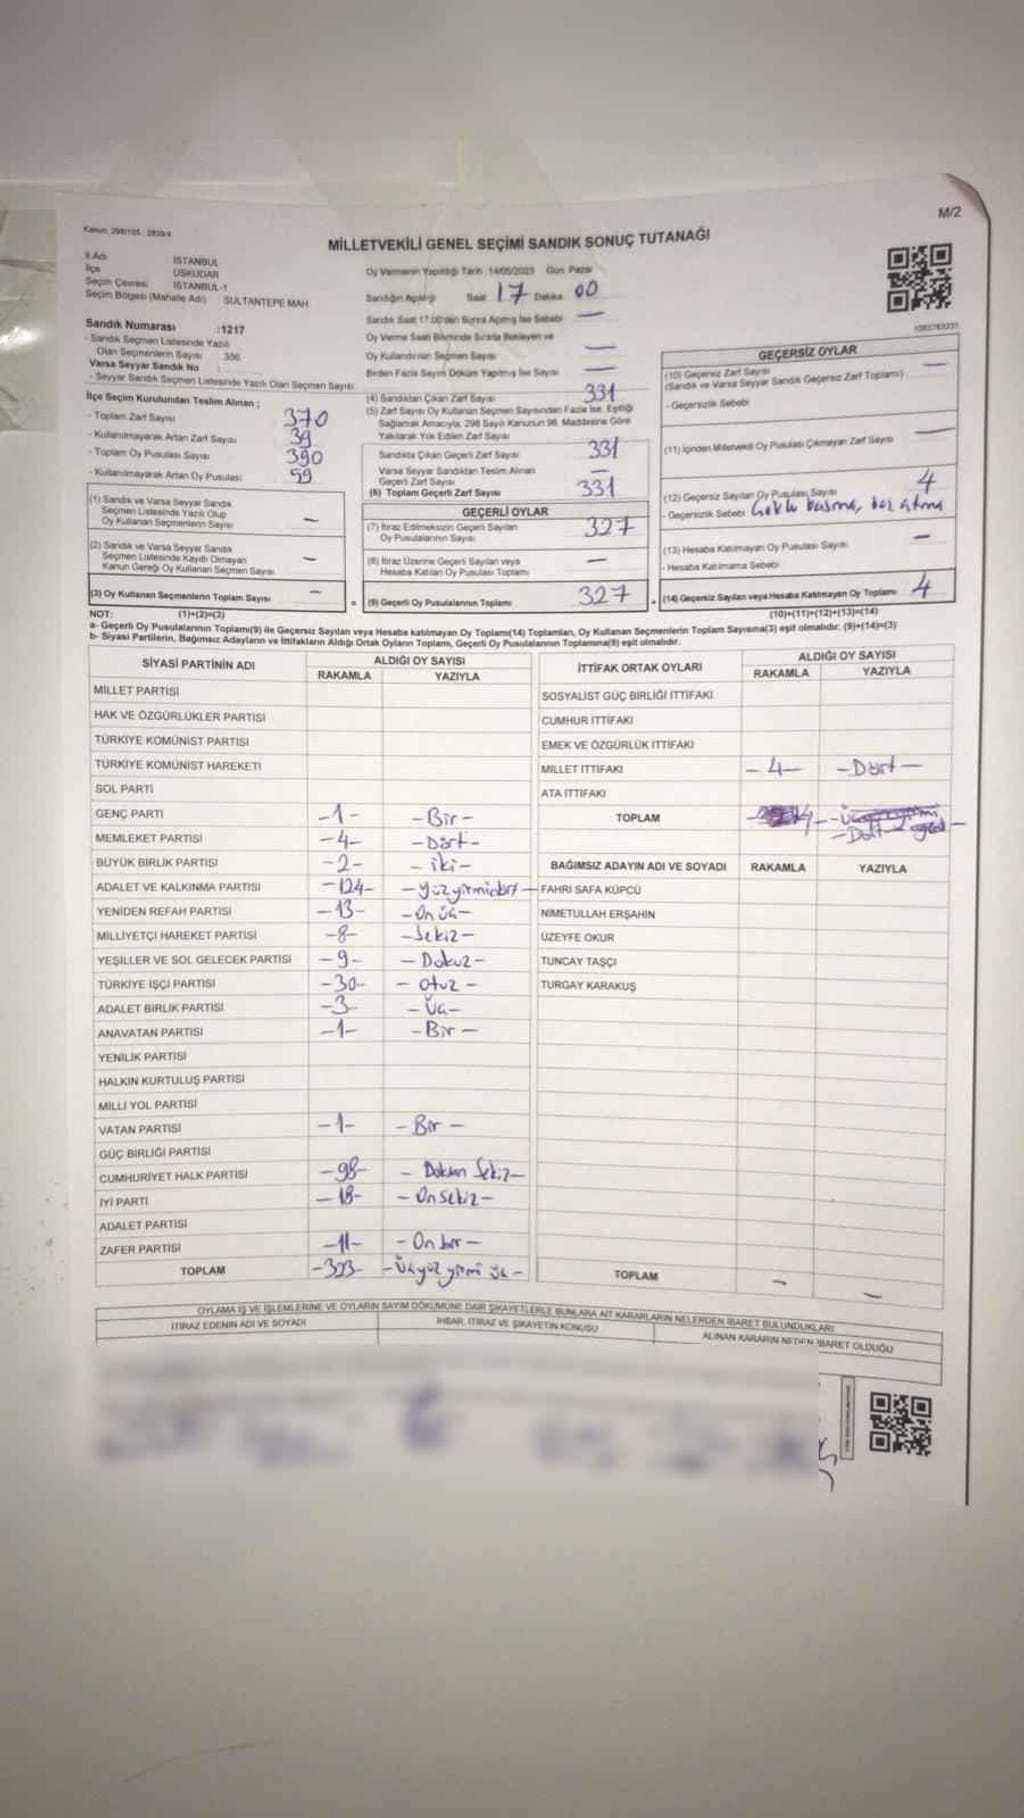 M/2
Kanun: 298/105 ; 2839/4
MİLLETVEKİLİ GENEL SEÇİMİ SANDIK SONUÇ TUTANAĞI
İl Adı İSTANBUL
İlçe ÜSKÜDAR
Seçim Çevresi İSTANBUL-1
Seçim Bölgesi (Mahalle Adı) SULTANTEPE MAH.
Sandık Numarası :1217
- Sandık Seçmen Listesinde Yazılı
Olan Seçmenlerin Sayısı 356
Varsa Seyyar Sandık No :
- Seyyar Sandık Seçmen Listesinde Yazılı Olan Seçmen Sayısı
İlçe Seçim Kurulundan Teslim Alınan ;
- Toplam Zarf Sayısı 370
- Kullanılmayarak Artan Zarf Sayısı 39
- Toplam Oy Pusulası Sayısı 390
- Kullanılmayarak Artan Oy Pusulası 59
(1) Sandık ve Varsa Seyyar Sandık
Seçmen Listesinde Yazılı Olup
Oy Kullanan Seçmenlerin Sayısı –
(2) Sandık ve Varsa Seyyar Sandık
Seçmen Listesinde Kayıtlı Olmayan
Kanun Gereği Oy Kullanan Seçmen Sayısı –
(3) Oy Kullanan Seçmenlerin Toplam Sayısı –
Oy Vermenin Yapıldığı Tarih: 14/05/2023 Gün: Pazar
Sandığın Açıldığı Saat 17 Dakika 00
Sandık Saat 17.00'den Sonra Açılmış İse Sebebi –
Oy Verme Saati Bitiminde Sırada Bekleyen ve
Oy Kullandırılan Seçmen Sayısı –
Birden Fazla Sayım Döküm Yapılmış İse Sayısı –
(4) Sandıktan Çıkan Zarf Sayısı 331
(5) Zarf Sayısı Oy Kullanan Seçmen Sayısından Fazla İse, Eşitliği
Sağlamak Amacıyla, 298 Sayılı Kanunun 98. Maddesine Göre
Yakılarak Yok Edilen Zarf Sayısı
Sandıkta Çıkan Geçerli Zarf Sayısı 331
Varsa Seyyar Sandıktan Teslim Alınan
Geçerli Zarf Sayısı –
(6) Toplam Geçerli Zarf Sayısı 331
GEÇERLİ OYLAR
(7) İtiraz Edilmeksizin Geçerli Sayılan
Oy Pusulalarının Sayısı 327
(8) İtiraz Üzerine Geçerli Sayılan veya
Hesaba Katılan Oy Pusulası Toplamı –
= (9) Geçerli Oy Pusulalarının Toplamı 327
1080783331
GEÇERSİZ OYLAR
(10) Geçersiz Zarf Sayısı –
(Sandık ve Varsa Seyyar Sandık Geçersiz Zarf Toplamı)
- Geçersizlik Sebebi
(11) İçinden Milletvekili Oy Pusulası Çıkmayan Zarf Sayısı –
(12) Geçersiz Sayılan Oy Pusulası Sayısı 4
- Geçersizlik Sebebi Çoklu basma, boz atma
(13) Hesaba Katılmayan Oy Pusulası Sayısı –
- Hesaba Katılmama Sebebi
+ (14) Geçersiz Sayılan veya Hesaba Katılmayan Oy Toplamı 4
NOT: (1)+(2)=(3) (10)+(11)+(12)+(13)=(14)
a- Geçerli Oy Pusulalarının Toplamı(9) ile Geçersiz Sayılan veya Hesaba katılmayan Oy Toplamı(14) Toplamları, Oy Kullanan Seçmenlerin Toplam Sayısına(3) eşit olmalıdır. (9)+(14)=(3)
b- Siyasi Partilerin, Bağımsız Adayların ve İttifakların Aldığı Ortak Oyların Toplamı, Geçerli Oy Pusulalarının Toplamına(9) eşit olmalıdır.
SİYASİ PARTİNİN ADI ALDIĞI OY SAYISI
RAKAMLA YAZIYLA
MİLLET PARTİSİ
HAK VE ÖZGÜRLÜKLER PARTİSİ
TÜRKİYE KOMÜNİST PARTİSİ
TÜRKİYE KOMÜNİST HAREKETİ
SOL PARTİ
GENÇ PARTİ -1- -Bir-
MEMLEKET PARTİSİ -4- -Dört-
BÜYÜK BİRLİK PARTİSİ -2- -iki-
ADALET VE KALKINMA PARTİSİ -124- -Yüzyirmidört-
YENİDEN REFAH PARTİSİ -13- -Onüç-
MİLLİYETÇİ HAREKET PARTİSİ -8- -Sekiz-
YEŞİLLER VE SOL GELECEK PARTİSİ -9- -Dokuz-
TÜRKİYE İŞÇİ PARTİSİ -30- -Otuz-
ADALET BİRLİK PARTİSİ -3- -Üç-
ANAVATAN PARTİSİ -1- -Bir-
YENİLİK PARTİSİ
HALKIN KURTULUŞ PARTİSİ
MİLLİ YOL PARTİSİ
VATAN PARTİSİ -1- -Bir-
GÜÇ BİRLİĞİ PARTİSİ
CUMHURİYET HALK PARTİSİ -98- -Doksan Sekiz-
İYİ PARTİ -18- -Onsekiz-
ADALET PARTİSİ
ZAFER PARTİSİ -11- -Onbir-
TOPLAM -323- -Üçyüz yirmi üç-
İTTİFAK ORTAK OYLARI ALDIĞI OY SAYISI
RAKAMLA YAZIYLA
SOSYALİST GÜÇ BİRLİĞİ İTTİFAKI
CUMHUR İTTİFAKI
EMEK VE ÖZGÜRLÜK İTTİFAKI
MİLLET İTTİFAKI -4- -Dört-
ATA İTTİFAKI
TOPLAM 4- -Dört-
BAĞIMSIZ ADAYIN ADI VE SOYADI RAKAMLA YAZIYLA
FAHRİ SAFA KÜPCÜ
NİMETULLAH ERŞAHİN
ÜZEYFE OKUR
TUNCAY TAŞÇI
TURGAY KARAKUŞ
TOPLAM – –
OYLAMA İŞ VE İŞLEMLERİNE VE OYLARIN SAYIM DÖKÜMÜNE DAİR ŞİKAYETLERLE BUNLARA AİT KARARLARIN NELERDEN İBARET BULUNDUKLARI
İTİRAZ EDENİN ADI VE SOYADI İHBAR, İTİRAZ VE ŞİKAYETİN KONUSU ALINAN KARARIN NEDEN İBARET OLDUĞU